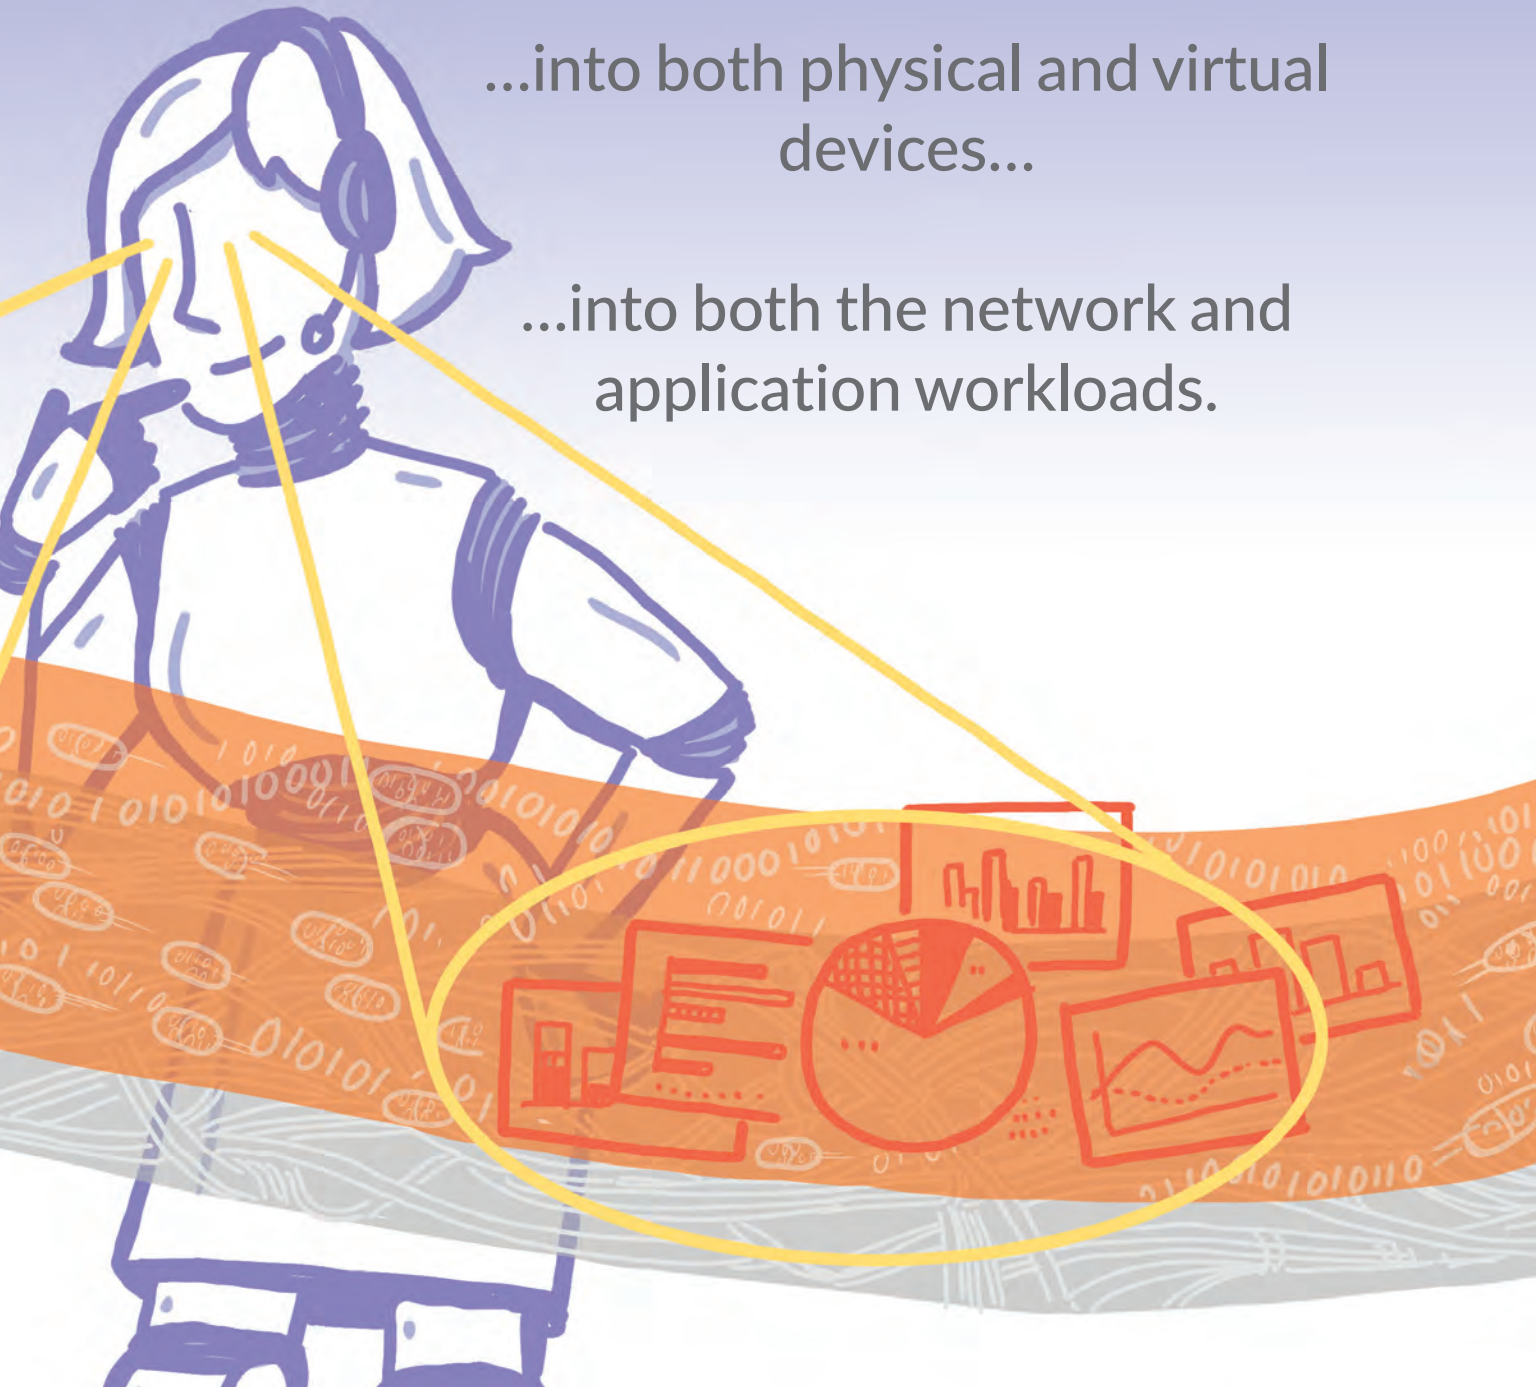 ...into both physical and virtual
devices...
...into both the network and
application workloads.